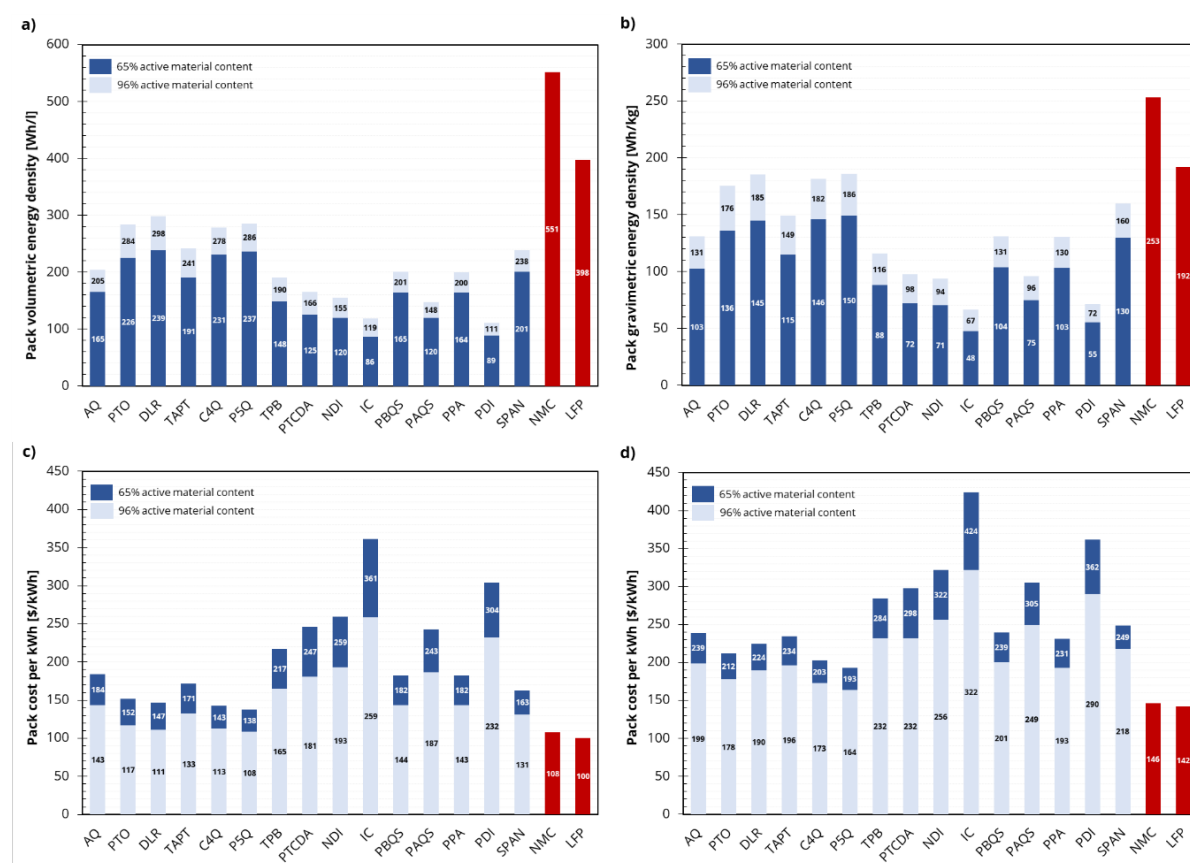 a)
Pack volumetric energy density [Wh/l]
600
500
400
300
200
100
0
65% active material content
96% active material content
205 284 298 241 278 286 190 166 155 119 201 148 200 111 238 551 398
165 226 239 191 231 237 148 125 120 86 165 120 164 89 201
AQ PTO DLR TAPT C4Q P5Q TPB PTCDA NDI IC PBQS PAQS PPA PDI SPAN NMC LFP
b)
Pack gravimetric energy density [Wh/kg]
300
250
200
150
100
50
0
65% active material content
96% active material content
131 176 185 149 182 186 116 98 94 67 131 96 130 72 160 253 192
103 136 145 115 146 150 88 72 71 48 104 75 103 55 130
AQ PTO DLR TAPT C4Q P5Q TPB PTCDA NDI IC PBQS PAQS PPA PDI SPAN NMC LFP
c)
Pack cost per kWh [$/kWh]
450
400
350
300
250
200
150
100
50
0
65% active material content
96% active material content
184 152 147 171 143 138 217 247 259 361 182 243 182 304 163 108 100
143 117 111 133 113 108 165 181 193 259 144 187 143 232 131
AQ PTO DLR TAPT C4Q P5Q TPB PTCDA NDI IC PBQS PAQS PPA PDI SPAN NMC LFP
d)
Pack cost per kWh [$/kWh]
450
400
350
300
250
200
150
100
50
0
65% active material content
96% active material content
239 212 224 234 203 193 284 298 322 424 239 305 231 362 249 146 142
199 178 190 196 173 164 232 232 256 322 201 249 193 290 218
AQ PTO DLR TAPT C4Q P5Q TPB PTCDA NDI IC PBQS PAQS PPA PDI SPAN NMC LFP